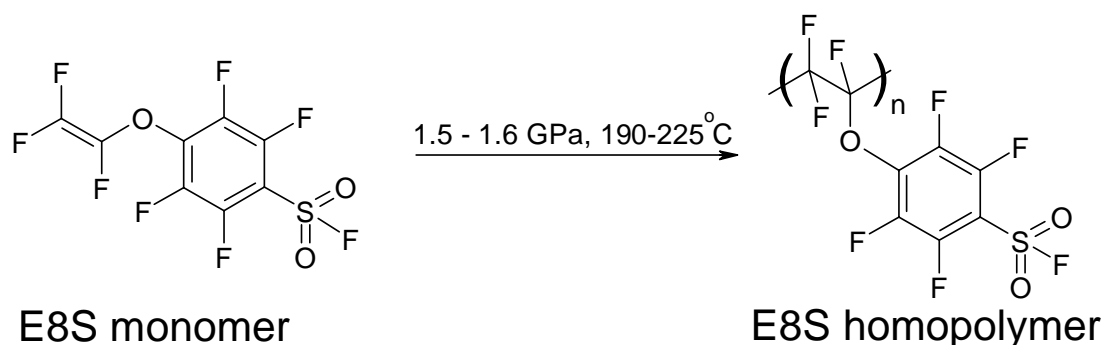 F
F
F
O
F
F
F
F
S
O
O
F
1.5 - 1.6 GPa, 190-225°C
F
F
F
( )n
O
F
F
F
F
S
O
O
F
E8S monomer
E8S homopolymer